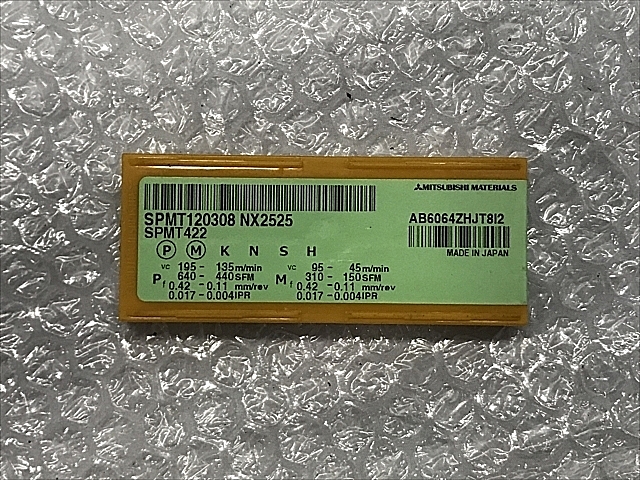 MITSUBISHI MATERIALS
SPMT120308 NX2525
SPMT422
AB6064ZHJT8I2
MADE IN JAPAN
P M K N S H
P vc 195 - 135m/min
640 - 440SFM
f 0.42 - 0.11 mm/rev
0.017 - 0.004IPR
M vc 95 - 45m/min
310 - 150SFM
f 0.42 - 0.11 mm/rev
0.017 - 0.004IPR